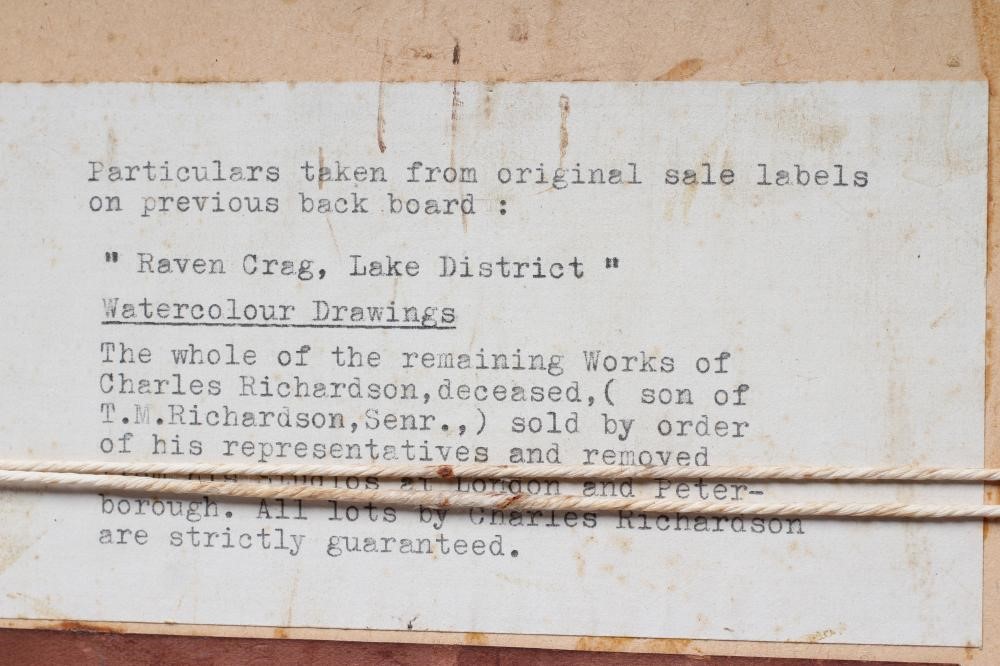 Particulars taken from original sale labels
on previous back board :
" Raven Crag, Lake District "
Watercolour Drawings
The whole of the remaining Works of
Charles Richardson,deceased,( son of
T.M.Richardson,Senr.,) sold by order
of his representatives and removed
from his Studios at London and Peter-
borough. All lots by Charles Richardson
are strictly guaranteed.